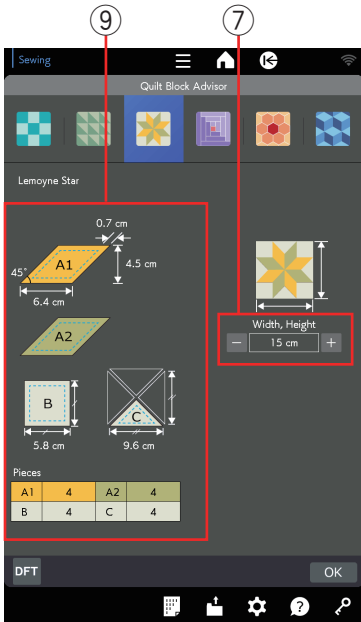 9 7
Sewing
Quilt Block Advisor
Lemoyne Star
0.7 cm
A1
4.5 cm
45°
6.4 cm
A2
Width, Height
− 15 cm +
B
C
5.8 cm 9.6 cm
Pieces
A1 4 A2 4
B 4 C 4
DFT
OK
?